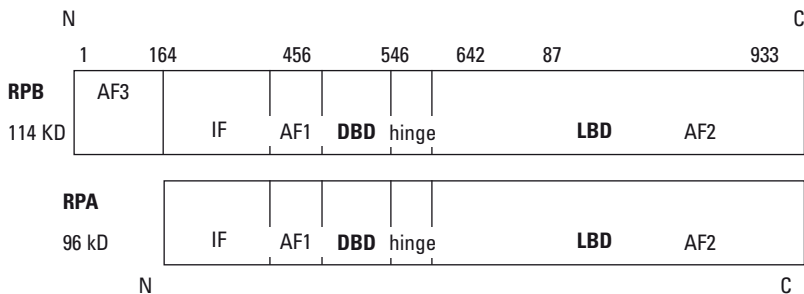 N C
1 164 456 546 642 87 933
RPB AF3
114 KD IF AF1 DBD hinge LBD AF2
RPA
96 kD IF AF1 DBD hinge LBD AF2
N C